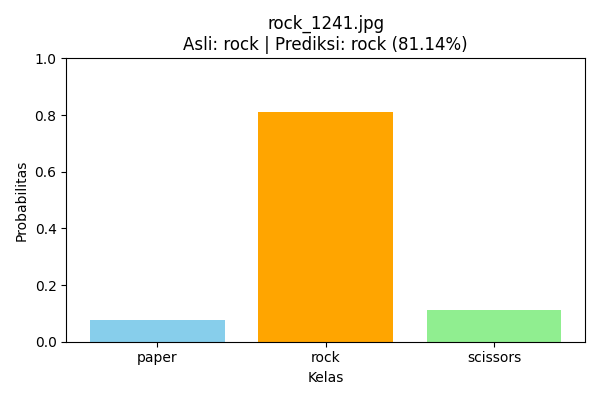 rock_1241.jpg
Asli: rock | Prediksi: rock (81.14%)
1.0
0.8
0.6
0.4
0.2
0.0
Probabilitas
paper rock scissors
Kelas